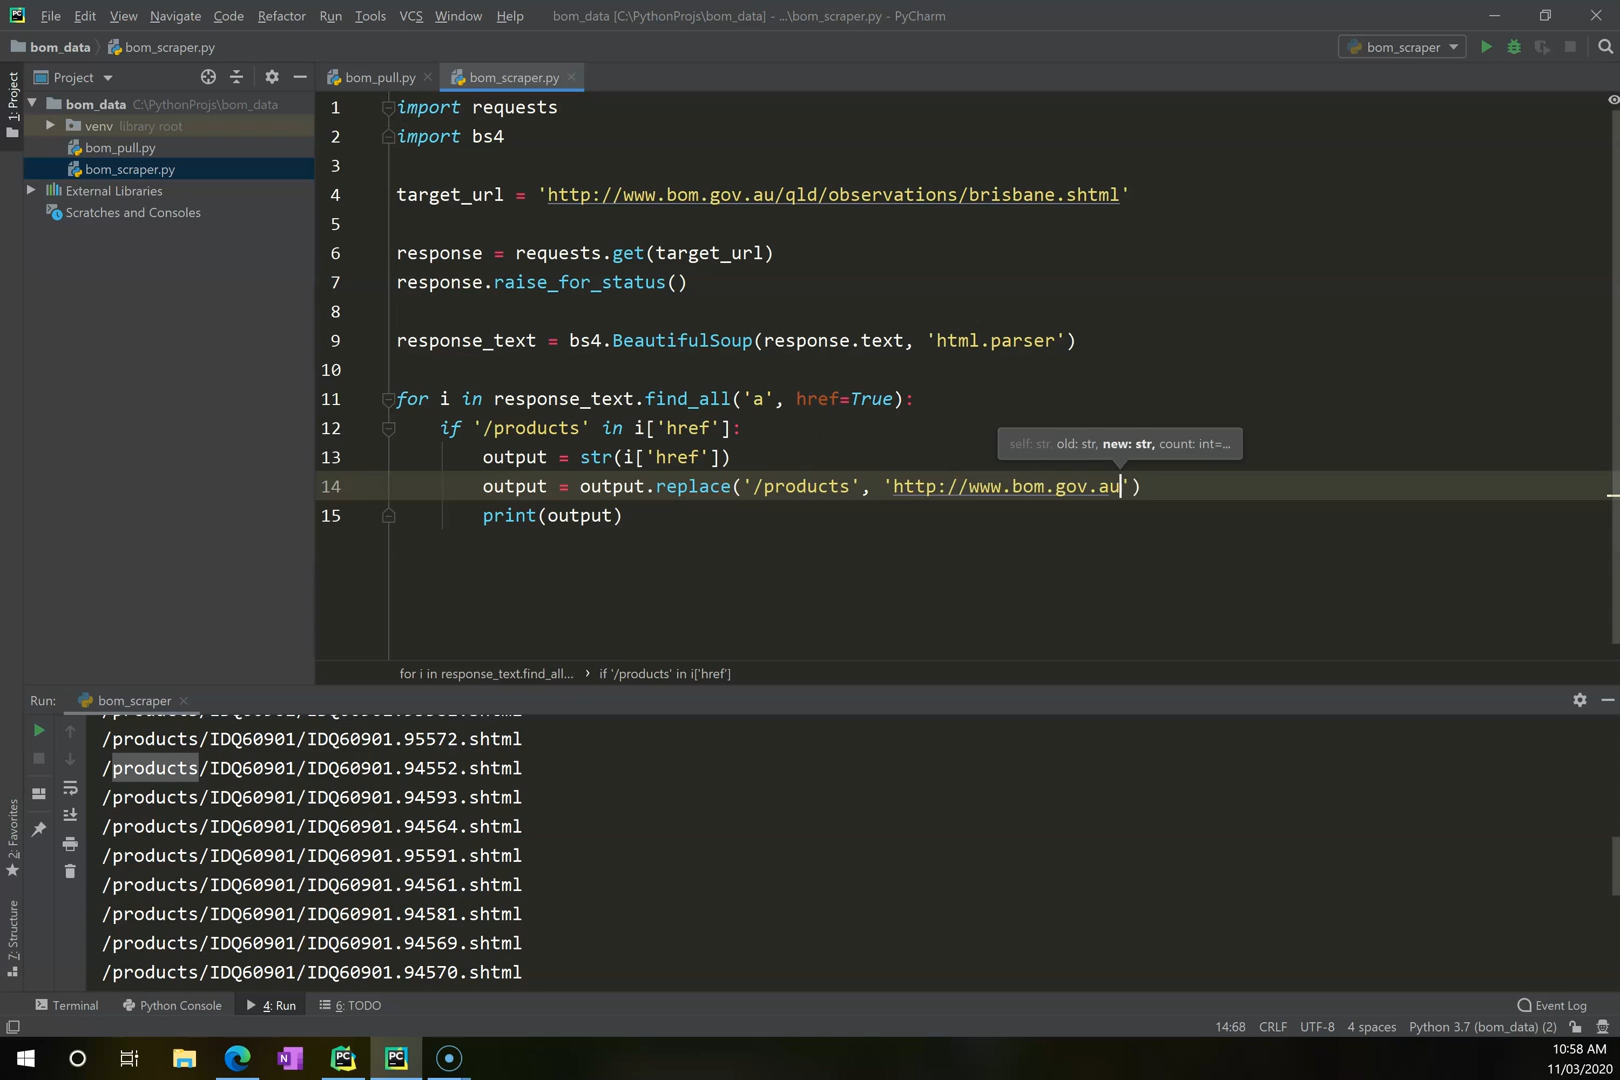 PC File Edit View Navigate Code Refactor Run Tools VCS Window Help bom_data [C:\PythonProjs\bom_data] - ...\bom_scraper.py - PyCharm
bom_data bom_scraper.py bom_scraper
1: Project
Project bom_pull.py bom_scraper.py
bom_data C:\PythonProjs\bom_data
venv library root
bom_pull.py
bom_scraper.py
External Libraries
Scratches and Consoles
1 import requests
2 import bs4
3
4 target_url = 'http://www.bom.gov.au/qld/observations/brisbane.shtml'
5
6 response = requests.get(target_url)
7 response.raise_for_status()
8
9 response_text = bs4.BeautifulSoup(response.text, 'html.parser')
10
11 for i in response_text.find_all('a', href=True):
12 if '/products' in i['href']:
self: str, old: str, new: str, count: int=...
13 output = str(i['href'])
14 output = output.replace('/products', 'http://www.bom.gov.au')
15 print(output)
for i in response_text.find_all... › if '/products' in i['href']
Run: bom_scraper
/products/IDQ60901/IDQ60901.95572.shtml
/products/IDQ60901/IDQ60901.94552.shtml
/products/IDQ60901/IDQ60901.94593.shtml
/products/IDQ60901/IDQ60901.94564.shtml
/products/IDQ60901/IDQ60901.95591.shtml
/products/IDQ60901/IDQ60901.94561.shtml
/products/IDQ60901/IDQ60901.94581.shtml
/products/IDQ60901/IDQ60901.94569.shtml
/products/IDQ60901/IDQ60901.94570.shtml
2: Favorites
7: Structure
Terminal Python Console 4: Run 6: TODO Event Log
14:68 CRLF UTF-8 4 spaces Python 3.7 (bom_data) (2)
N PC PC 10:58 AM
11/03/2020